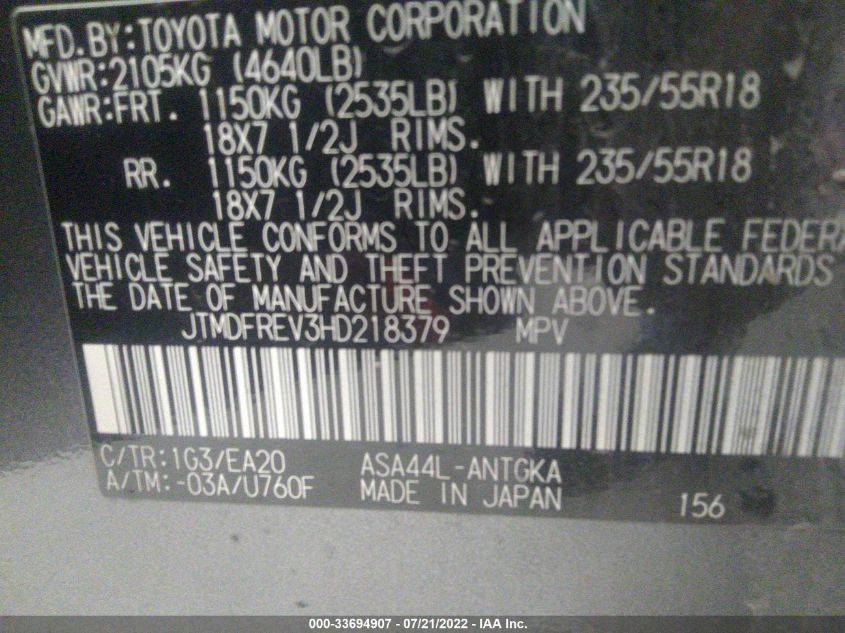 MFD.BY:TOYOTA MOTOR CORPORATION
GVWR:2105KG (4640LB)
GAWR:FRT. 1150KG (2535LB) WITH 235/55R18
18X7 1/2J RIMS.
RR. 1150KG (2535LB) WITH 235/55R18
18X7 1/2J RIMS.
THIS VEHICLE CONFORMS TO ALL APPLICABLE FEDERA
VEHICLE SAFETY AND THEFT PREVENTION STANDARDS
THE DATE OF MANUFACTURE SHOWN ABOVE.
JTMDFREV3HD218379 MPV
C/TR:1G3/EA20 ASA44L-ANTGKA
A/TM:-03A/U760F MADE IN JAPAN 156
000-33694907 - 07/21/2022 - IAA Inc.